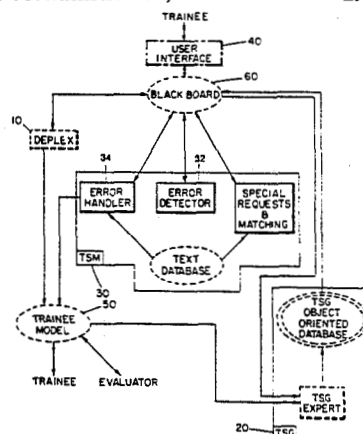 TRAINEE
USER
INTERFACE
40
60
BLACK BOARD
10
DEPLEX
34
32
ERROR
HANDLER
ERROR
DETECTOR
SPECIAL
REQUESTS
&
MATCHING
TEXT
DATABASE
TSM
30
50
TRAINEE
MODEL
TSG
OBJECT
ORIENTED
DATABASE
TRAINEE
EVALUATOR
TSG
EXPERT
20
TSG